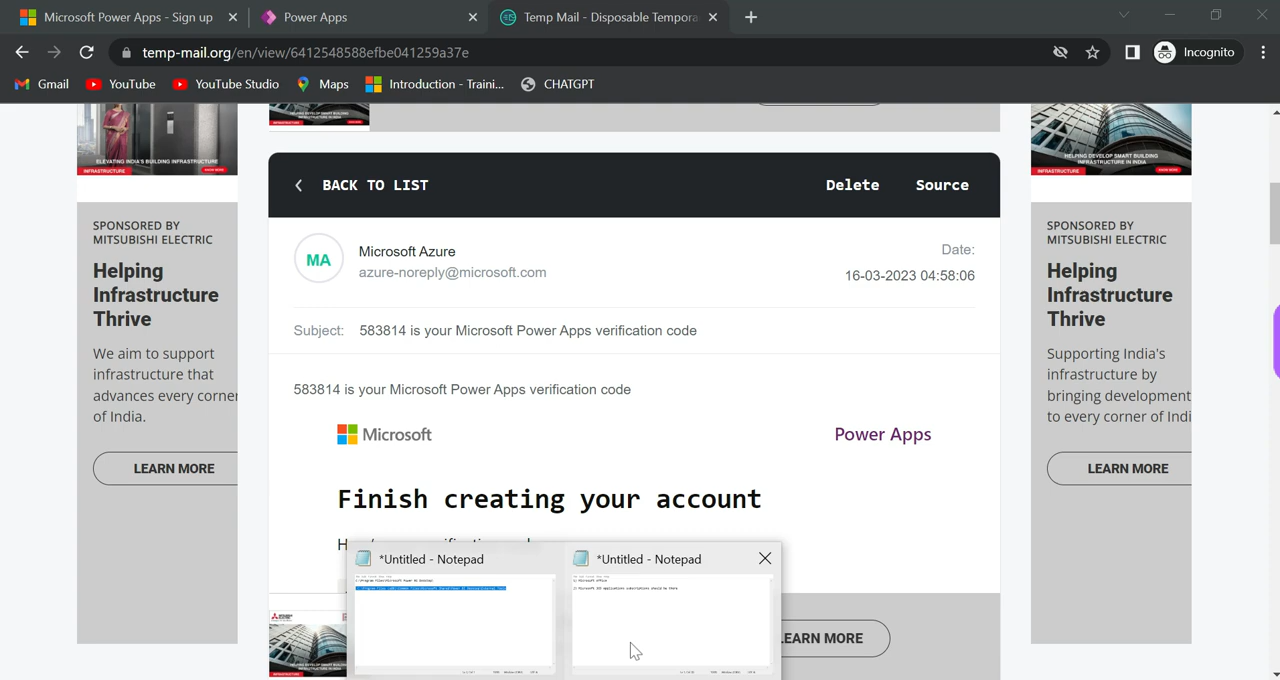 Microsoft Power Apps - Sign up
Power Apps
Temp Mail - Disposable Tempora
temp-mail.org/en/view/6412548588efbe041259a37e
Incognito
Gmail
YouTube
YouTube Studio
Maps
Introduction - Traini...
CHATGPT
ELEVATING INDIA'S BUILDING INFRASTRUCTURE
INFRASTRUCTURE
KNOW MORE
HELPING DEVELOP SMART BUILDING
INFRASTRUCTURE IN INDIA
INFRASTRUCTURE
KNOW MORE
BACK TO LIST
Delete
Source
MA
Microsoft Azure
azure-noreply@microsoft.com
Date:
16-03-2023 04:58:06
Subject: 583814 is your Microsoft Power Apps verification code
583814 is your Microsoft Power Apps verification code
Microsoft
Power Apps
Finish creating your account
SPONSORED BY
MITSUBISHI ELECTRIC
Helping
Infrastructure
Thrive
We aim to support
infrastructure that
advances every corner
of India.
LEARN MORE
SPONSORED BY
MITSUBISHI ELECTRIC
Helping
Infrastructure
Thrive
Supporting India's
infrastructure by
bringing development
to every corner of Indi
LEARN MORE
*Untitled - Notepad
*Untitled - Notepad
LEARN MORE